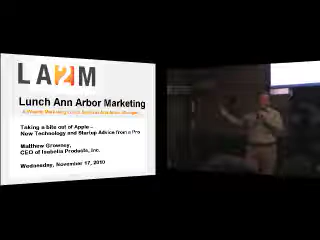 LA2M
Lunch Ann Arbor Marketing
Taking a bite out of Apple –
New Technology and Startup Advice from a Pro
Matthew Growney,
CEO of Isabella Products, Inc.
Wednesday, November 17, 2010